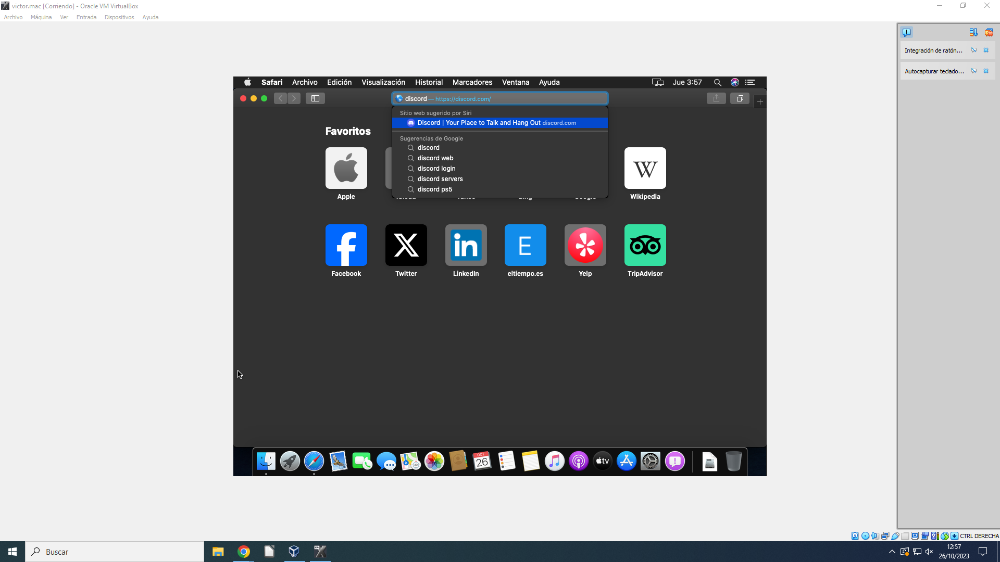 victor.mac [Corriendo] - Oracle VM VirtualBox
Archivo Máquina Ver Entrada Dispositivos Ayuda
Integración de ratón...
Autocapturar teclado...
Safari Archivo Edición Visualización Historial Marcadores Ventana Ayuda Jue 3:57
discord — https://discord.com/
Sitio web sugerido por Siri
Discord | Your Place to Talk and Hang Out discord.com
Sugerencias de Google
discord
discord web
discord login
discord servers
discord ps5
Favoritos
W
Apple Wikipedia
f X in E
Facebook Twitter LinkedIn eltiempo.es Yelp TripAdvisor
OCT
26
tv
CTRL DERECHA
Buscar
12:57
26/10/2023